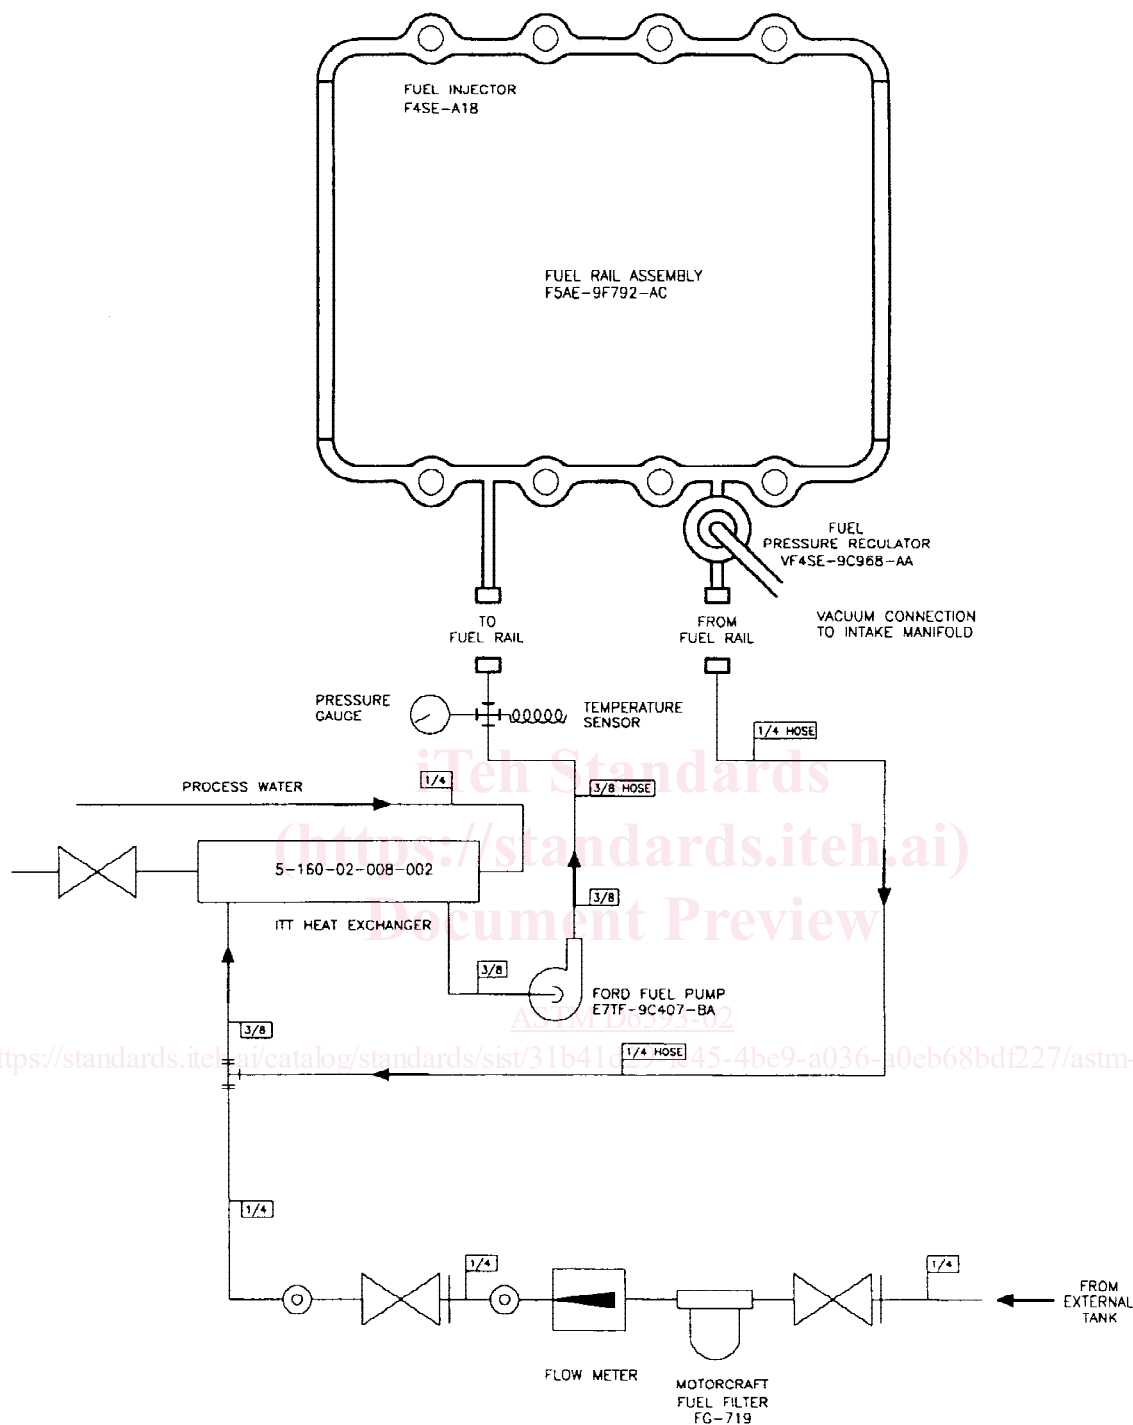 FUEL INJECTOR
F4SE-A18
FUEL RAIL ASSEMBLY
F5AE-9F792-AC
FUEL
PRESSURE REGULATOR
VF4SE-9C968-AA
VACUUM CONNECTION
TO INTAKE MANIFOLD
TO
FUEL RAIL
FROM
FUEL RAIL
PRESSURE
GAUGE
TEMPERATURE
SENSOR
1/4 HOSE
iTeh Standards
1/4
3/8 HOSE
PROCESS WATER
(https://standards.iteh.ai)
5-160-02-008-002
3/8
Document Preview
ITT HEAT EXCHANGER
3/8
FORD FUEL PUMP
E7TF-9C407-BA
ASTM D6593-02
3/8
1/4 HOSE
1/4
1/4
1/4
FROM
EXTERNAL
TANK
FLOW METER
MOTORCRAFT
FUEL FILTER
FG-719